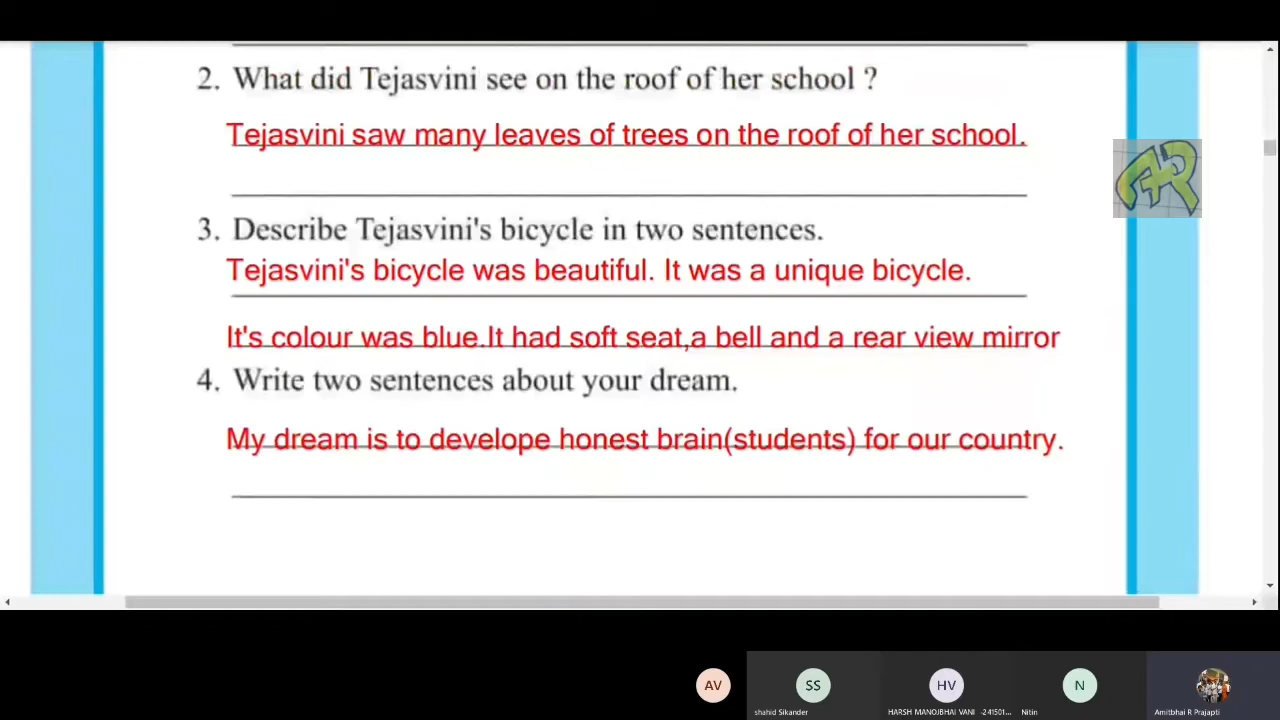 2. What did Tejasvini see on the roof of her school ?
Tejasvini saw many leaves of trees on the roof of her school.
AR
3. Describe Tejasvini's bicycle in two sentences.
Tejasvini's bicycle was beautiful. It was a unique bicycle.
It's colour was blue.It had soft seat,a bell and a rear view mirror
4. Write two sentences about your dream.
My dream is to develope honest brain(students) for our country.
AV
SS
HV
N
shahid Sikander
HARSH MANOJBHAI VANI -241501...
Nitin
Amitbhai R Prajapti